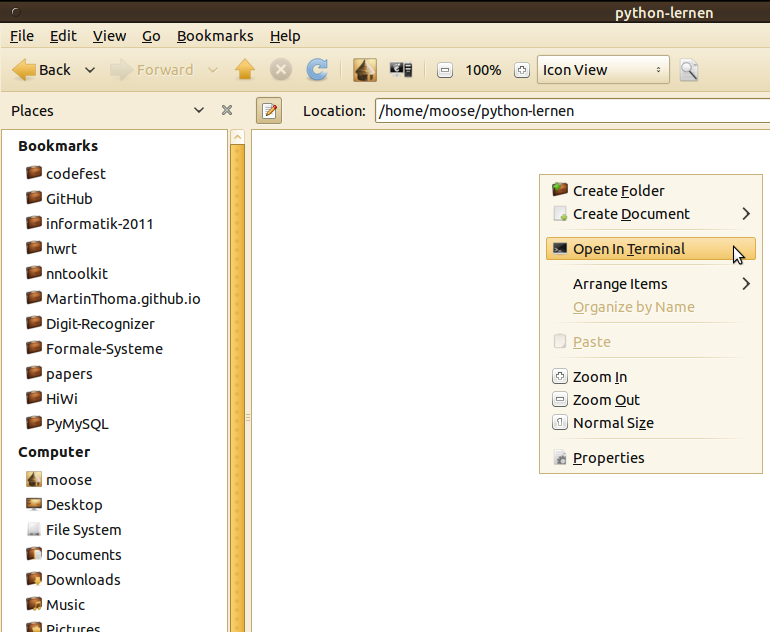 python-lernen
File Edit View Go Bookmarks Help
Back Forward 100% Icon View
Places Location: /home/moose/python-lernen
Bookmarks
codefest
GitHub
informatik-2011
hwrt
nntoolkit
MartinThoma.github.io
Digit-Recognizer
Formale-Systeme
papers
HiWi
PyMySQL
Computer
moose
Desktop
File System
Documents
Downloads
Music
Pictures
Create Folder
Create Document
Open In Terminal
Arrange Items
Organize by Name
Paste
Zoom In
Zoom Out
Normal Size
Properties